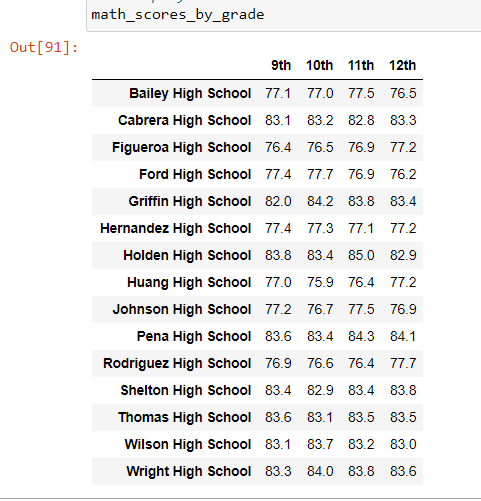 math_scores_by_grade
Out[91]:
9th 10th 11th 12th
Bailey High School 77.1 77.0 77.5 76.5
Cabrera High School 83.1 83.2 82.8 83.3
Figueroa High School 76.4 76.5 76.9 77.2
Ford High School 77.4 77.7 76.9 76.2
Griffin High School 82.0 84.2 83.8 83.4
Hernandez High School 77.4 77.3 77.1 77.2
Holden High School 83.8 83.4 85.0 82.9
Huang High School 77.0 75.9 76.4 77.2
Johnson High School 77.2 76.7 77.5 76.9
Pena High School 83.6 83.4 84.3 84.1
Rodriguez High School 76.9 76.6 76.4 77.7
Shelton High School 83.4 82.9 83.4 83.8
Thomas High School 83.6 83.1 83.5 83.5
Wilson High School 83.1 83.7 83.2 83.0
Wright High School 83.3 84.0 83.8 83.6